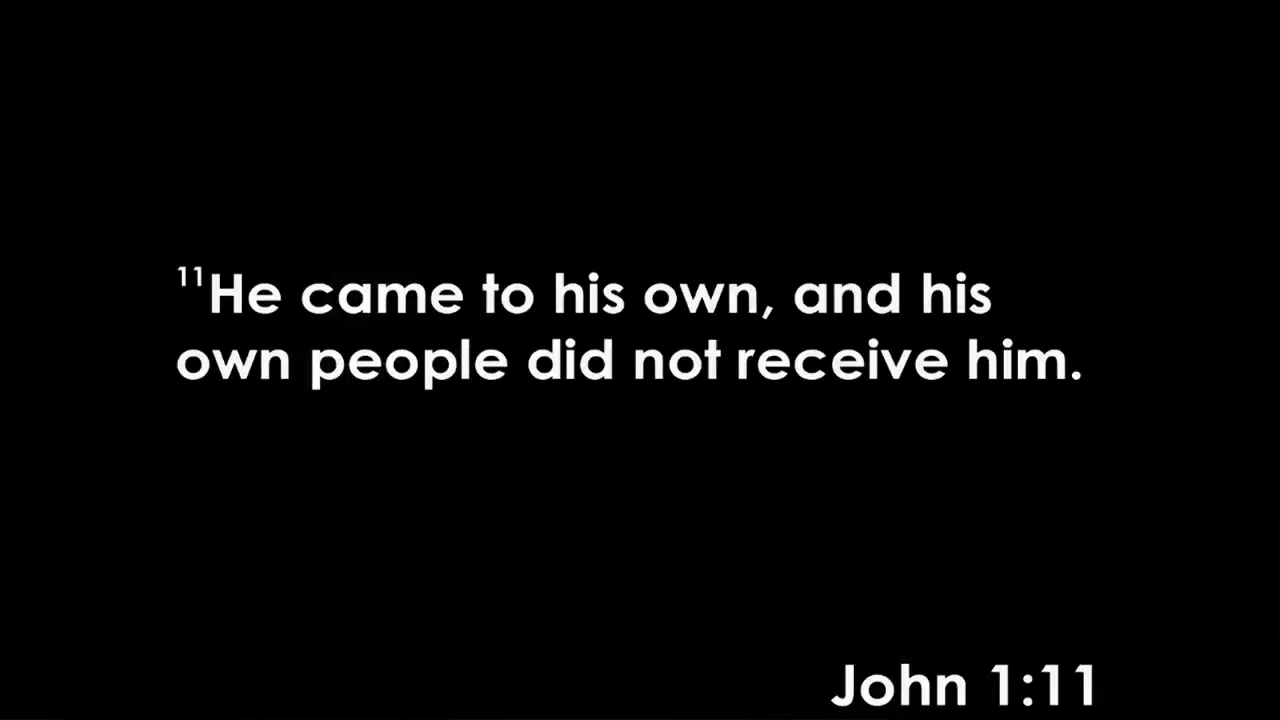 ¹¹He came to his own, and his
own people did not receive him.
John 1:11